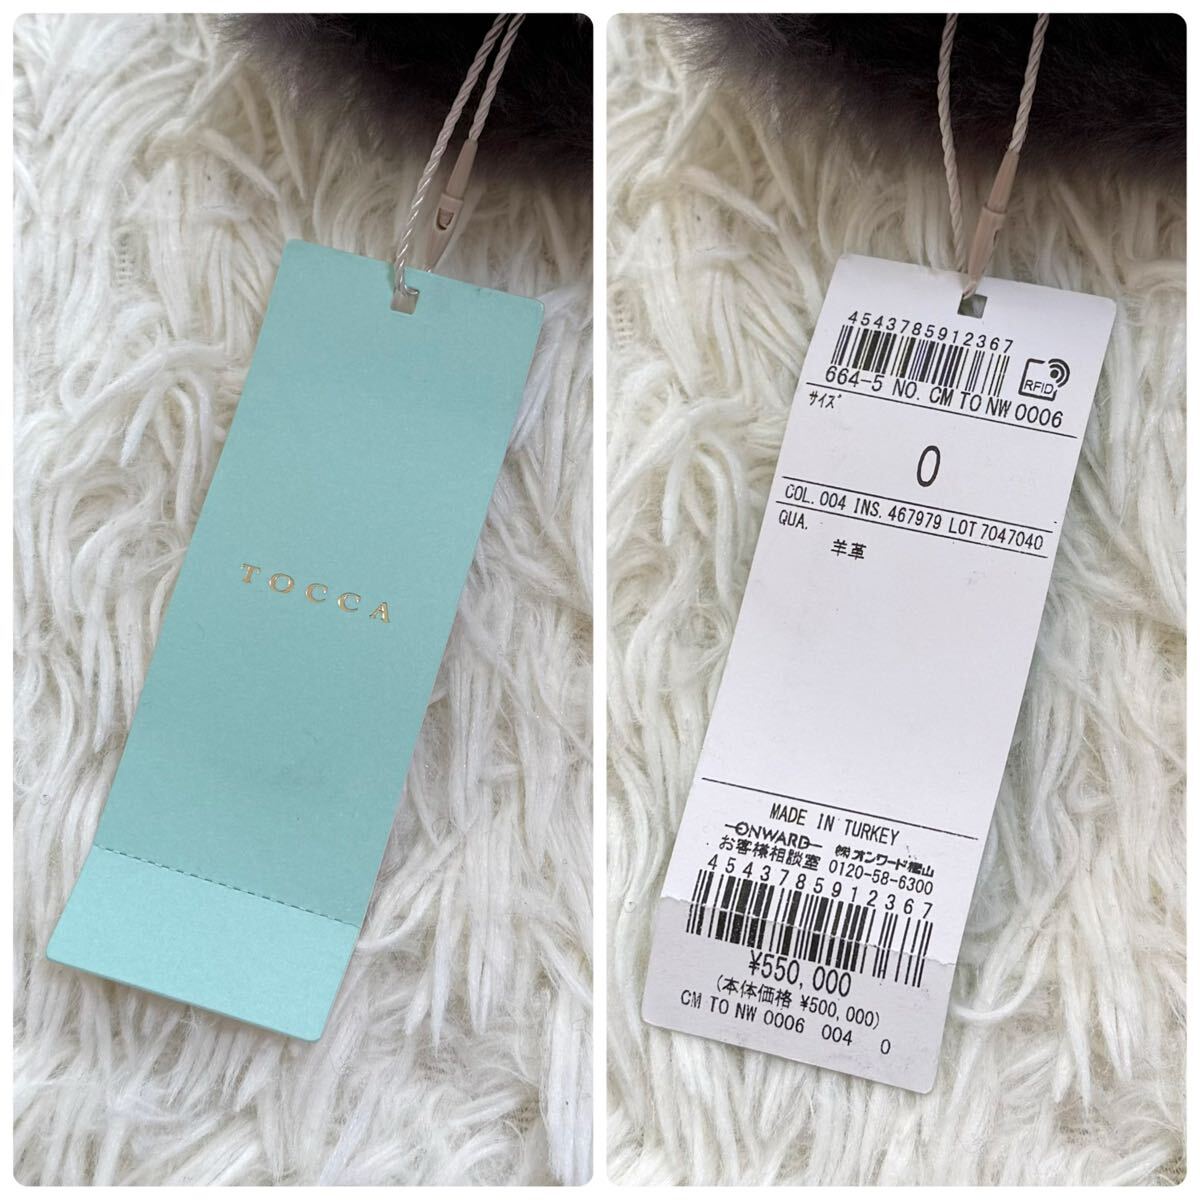 TOCCA
4543785912367
RFID
664-5 NO. CM TO NW 0006
サイズ
0
COL. 004 INS. 467979 LOT 7047040
QUA.
羊革
MADE IN TURKEY
ONWARD ㈱オンワード樫山
お客様相談室 0120-58-6300
4543785912367
¥550,000
(本体価格 ¥500,000)
CM TO NW 0006 004 0